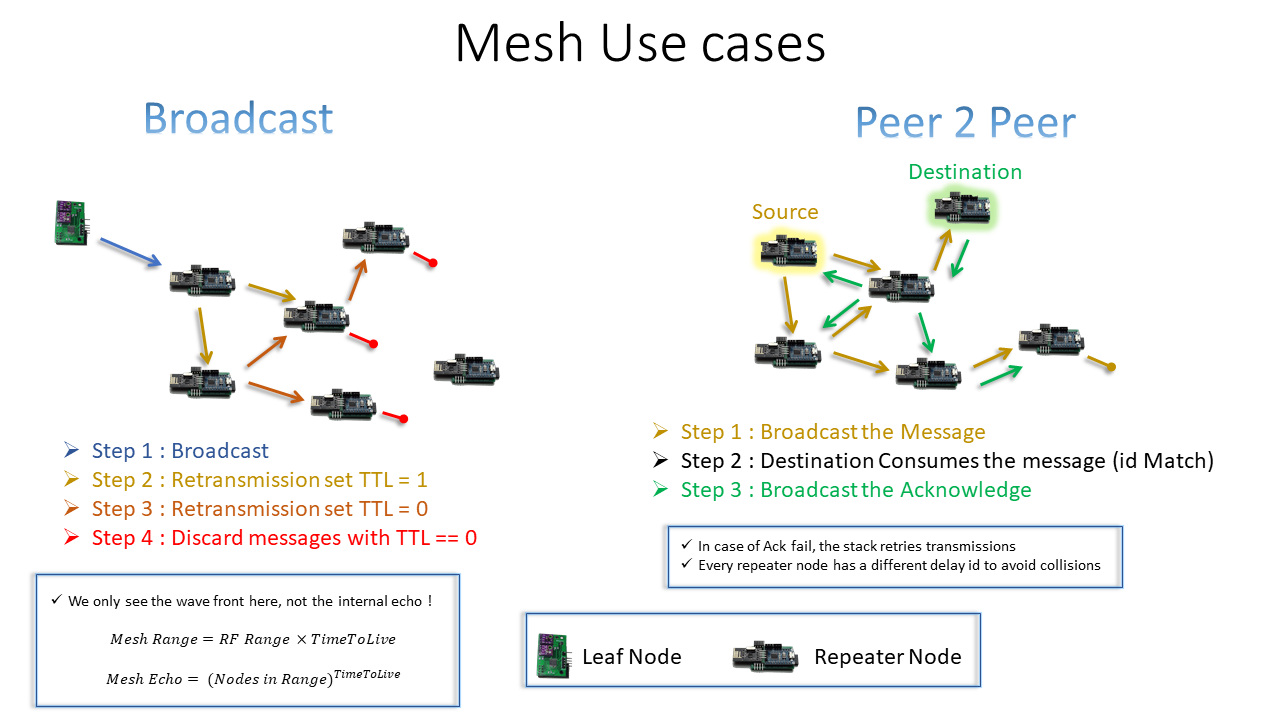 Mesh Use cases
Broadcast
Step 1 : Broadcast
Step 2 : Retransmission set TTL = 1
Step 3 : Retransmission set TTL = 0
Step 4 : Discard messages with TTL == 0
✓ We only see the wave front here, not the internal echo !
Mesh Range = RF Range × TimeToLive
Mesh Echo = (Nodes in Range)^TimeToLive
Peer 2 Peer
Destination
Source
Step 1 : Broadcast the Message
Step 2 : Destination Consumes the message (id Match)
Step 3 : Broadcast the Acknowledge
✓ In case of Ack fail, the stack retries transmissions
✓ Every repeater node has a different delay id to avoid collisions
Leaf Node
Repeater Node